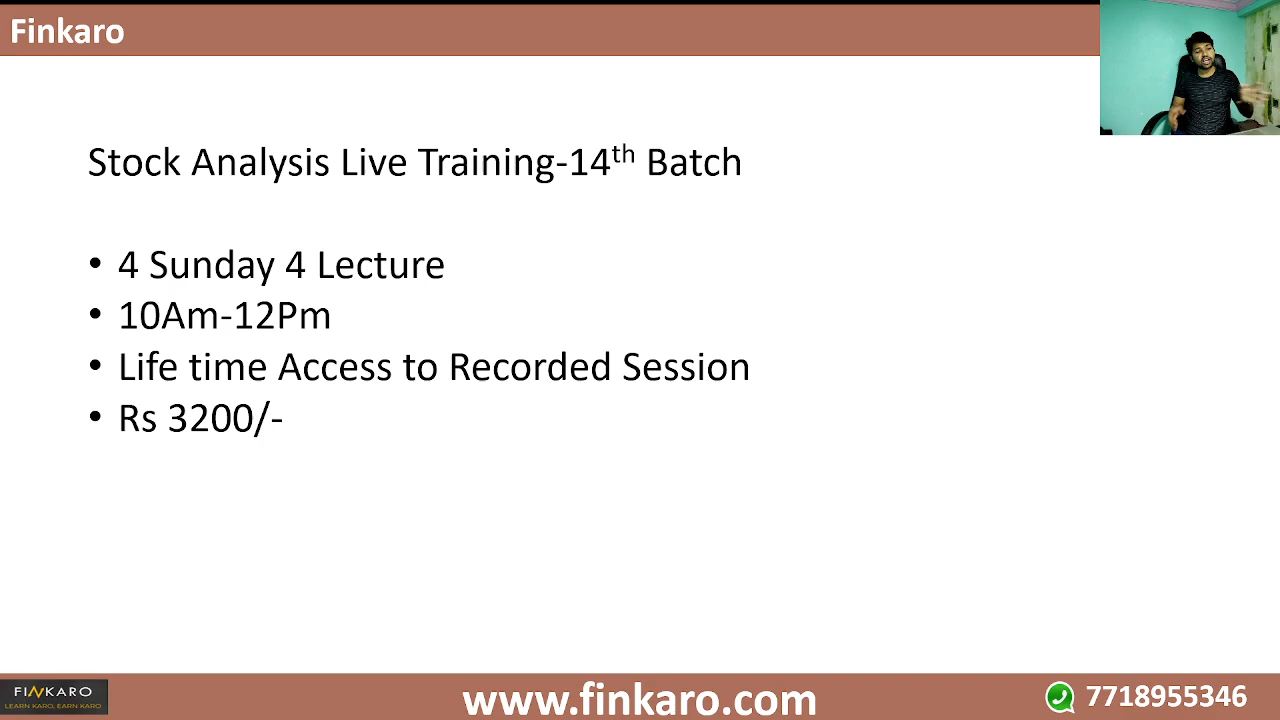 Finkaro
Stock Analysis Live Training-14th Batch
• 4 Sunday 4 Lecture
• 10Am-12Pm
• Life time Access to Recorded Session
• Rs 3200/-
FINKARO
LEARN KARO, EARN KARO
www.finkaro.com
7718955346